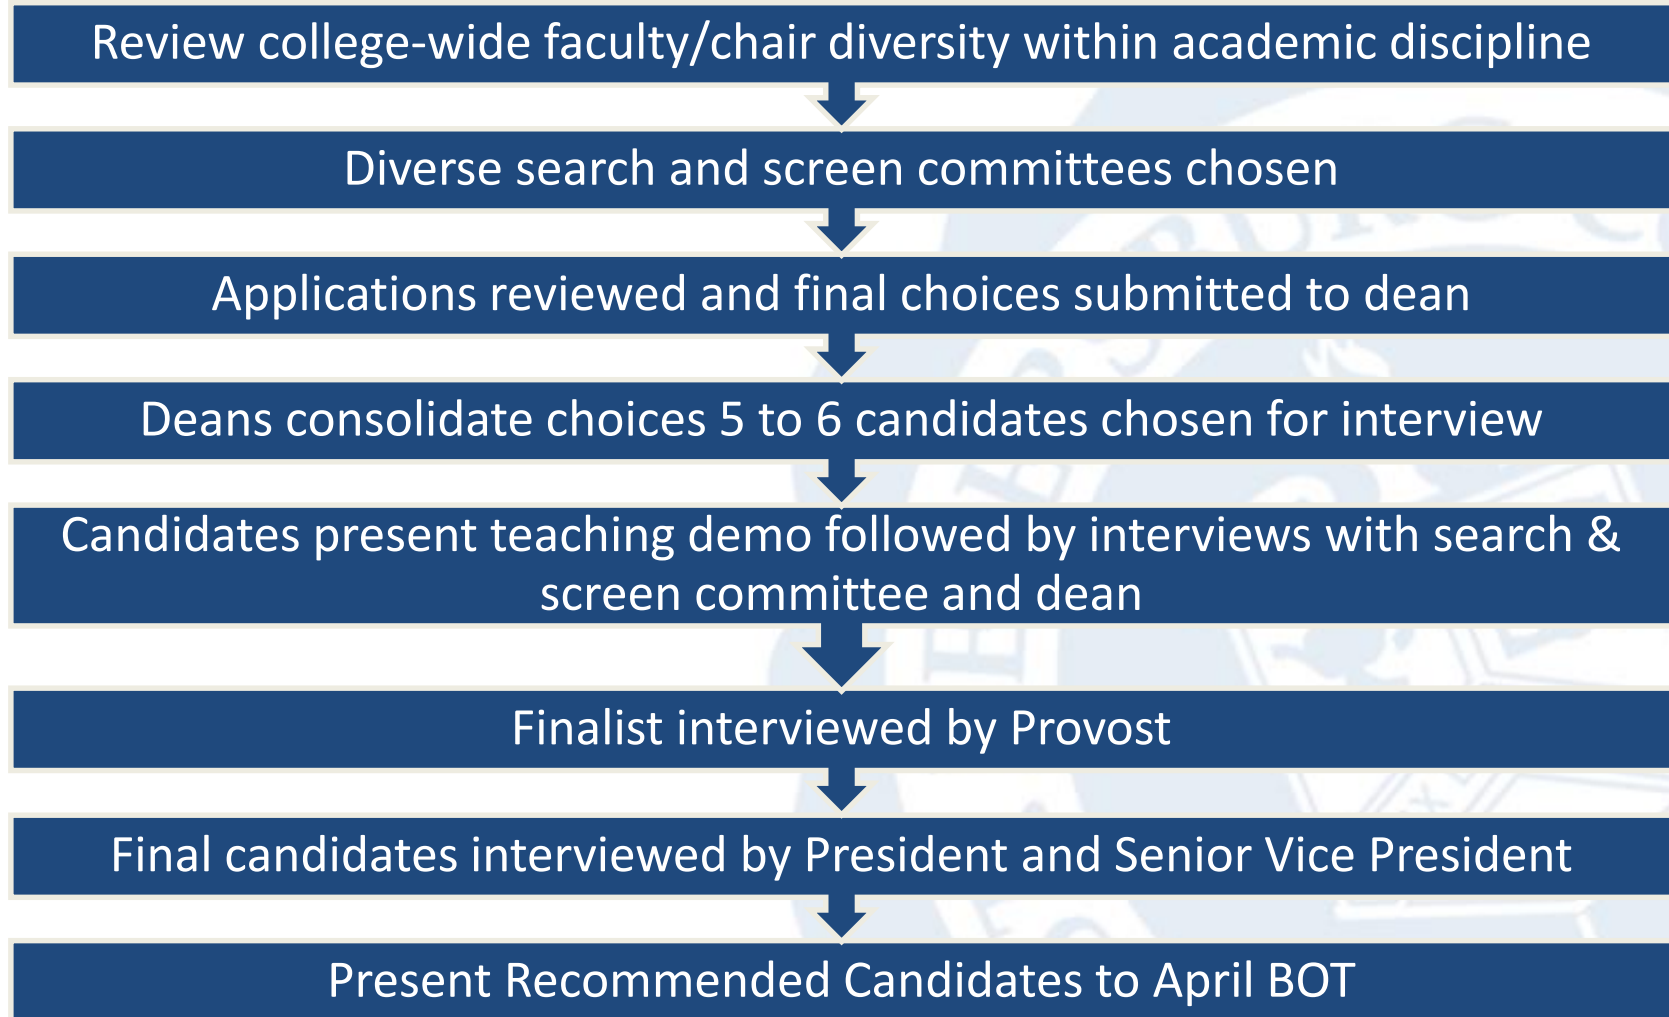 Review college-wide faculty/chair diversity within academic discipline
Diverse search and screen committees chosen
Applications reviewed and final choices submitted to dean
Deans consolidate choices 5 to 6 candidates chosen for interview
Candidates present teaching demo followed by interviews with search &
screen committee and dean
Finalist interviewed by Provost
Final candidates interviewed by President and Senior Vice President
Present Recommended Candidates to April BOT